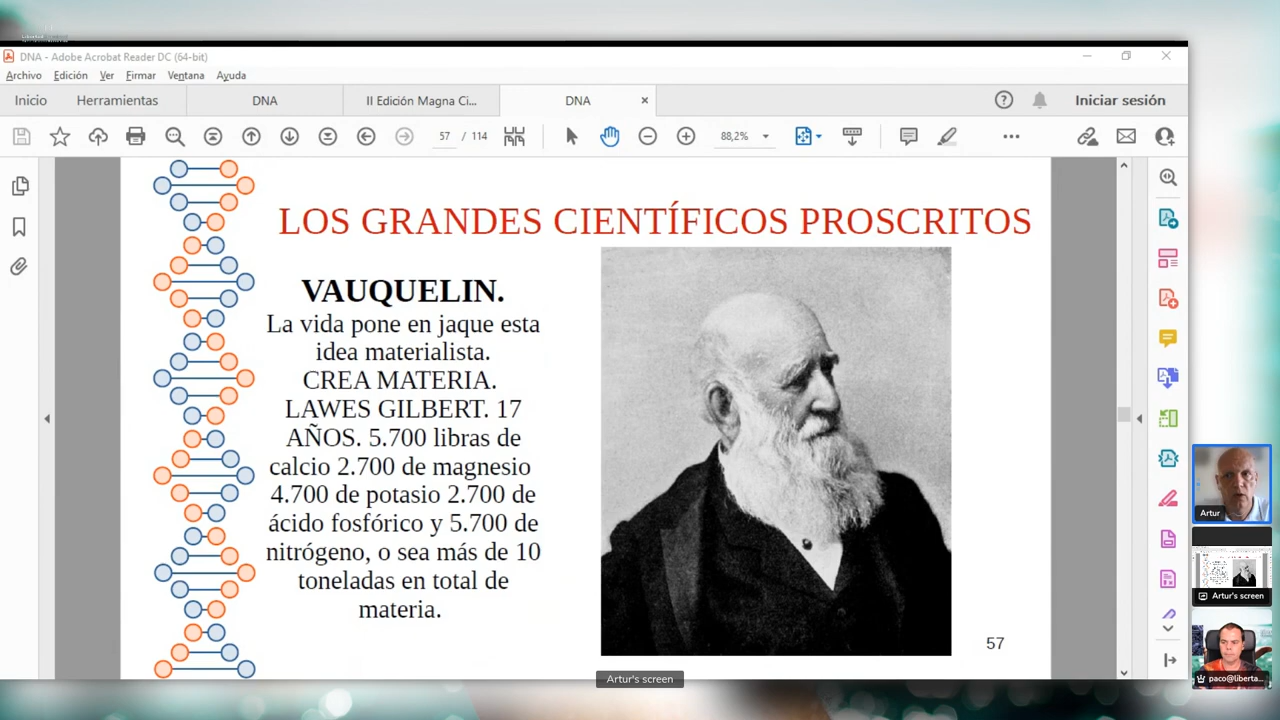 DNA - Adobe Acrobat Reader DC (64-bit)
Archivo Edición Ver Firmar Ventana Ayuda
Inicio Herramientas DNA II Edición Magna Ci... DNA Iniciar sesión
57 / 114 88,2%
LOS GRANDES CIENTÍFICOS PROSCRITOS
VAUQUELIN.
La vida pone en jaque esta
idea materialista.
CREA MATERIA.
LAWES GILBERT. 17
AÑOS. 5.700 libras de
calcio 2.700 de magnesio
4.700 de potasio 2.700 de
ácido fosfórico y 5.700 de
nitrógeno, o sea más de 10
toneladas en total de
materia.
57
Artur
Artur's screen
paco@liberta...
Artur's screen